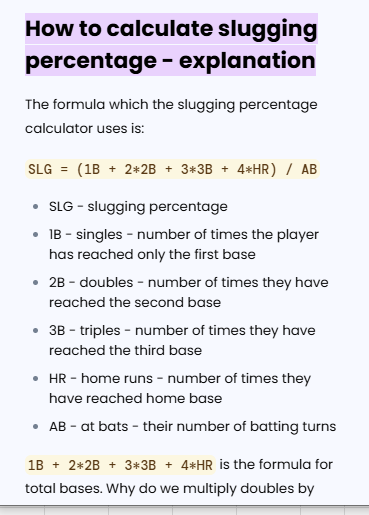 How to calculate slugging
percentage - explanation
The formula which the slugging percentage
calculator uses is:
SLG = (1B + 2*2B + 3*3B + 4*HR) / AB
SLG - slugging percentage
1B - singles - number of times the player
has reached only the first base
2B - doubles - number of times they have
reached the second base
3B - triples - number of times they have
reached the third base
HR - home runs - number of times they
have reached home base
AB - at bats - their number of batting turns
1B + 2*2B + 3*3B + 4*HR is the formula for
total bases. Why do we multiply doubles by